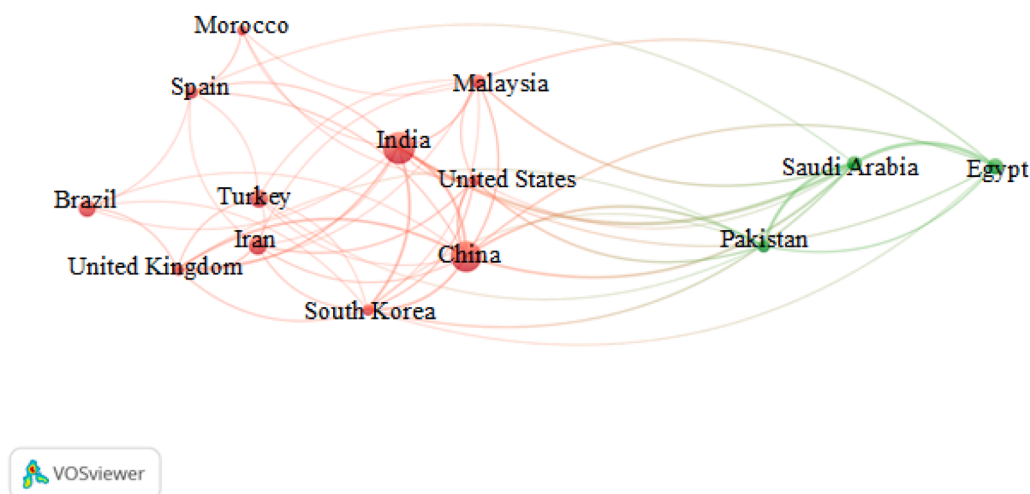 Morocco
Spain
Malaysia
India
Saudi Arabia
Egypt
United States
Brazil
Turkey
Iran
Pakistan
China
United Kingdom
South Korea
VOSviewer